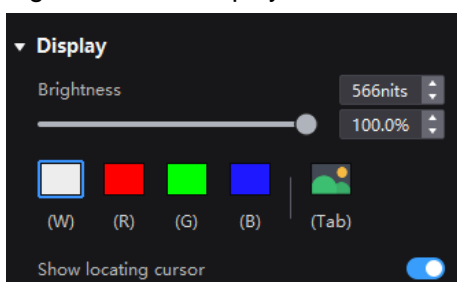 Display
Brightness 566nits
100.0%
(W) (R) (G) (B) (Tab)
Show locating cursor